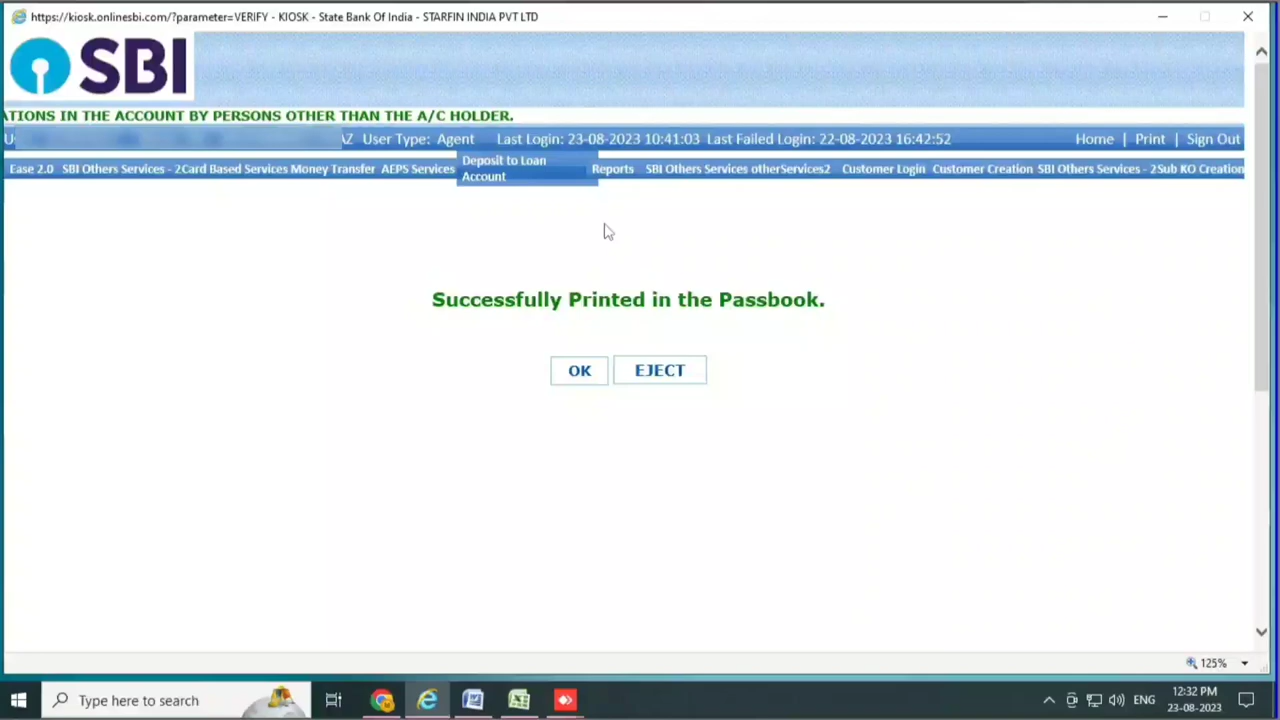 https://kiosk.onlinesbi.com/?parameter=VERIFY - KIOSK - State Bank Of India - STARFIN INDIA PVT LTD
SBI
ATIONS IN THE ACCOUNT BY PERSONS OTHER THAN THE A/C HOLDER.
AZ User Type: Agent Last Login: 23-08-2023 10:41:03 Last Failed Login: 22-08-2023 16:42:52 Home | Print | Sign Out
Ease 2.0 SBI Others Services - 2Card Based Services Money Transfer AEPS Services Deposit to Loan Account Reports SBI Others Services otherServices2 Customer Login Customer Creation SBI Others Services - 2Sub KO Creation
Successfully Printed in the Passbook.
OK EJECT
125%
Type here to search ENG 12:32 PM
23-08-2023